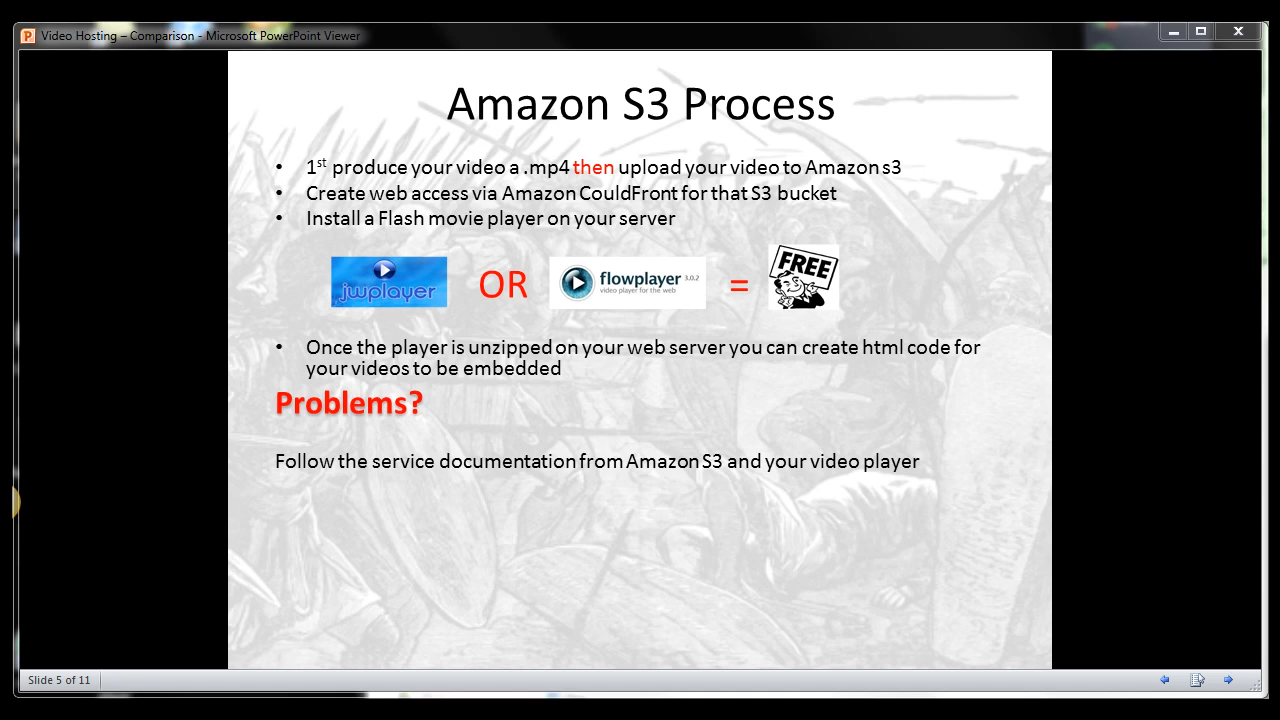 Video Hosting – Comparison - Microsoft PowerPoint Viewer
Amazon S3 Process
• 1st produce your video a .mp4 then upload your video to Amazon s3
• Create web access via Amazon CouldFront for that S3 bucket
• Install a Flash movie player on your server
jwplayer OR flowplayer 3.0.2 = FREE
video player for the web
• Once the player is unzipped on your web server you can create html code for
your videos to be embedded
Problems?
Follow the service documentation from Amazon S3 and your video player
Slide 5 of 11